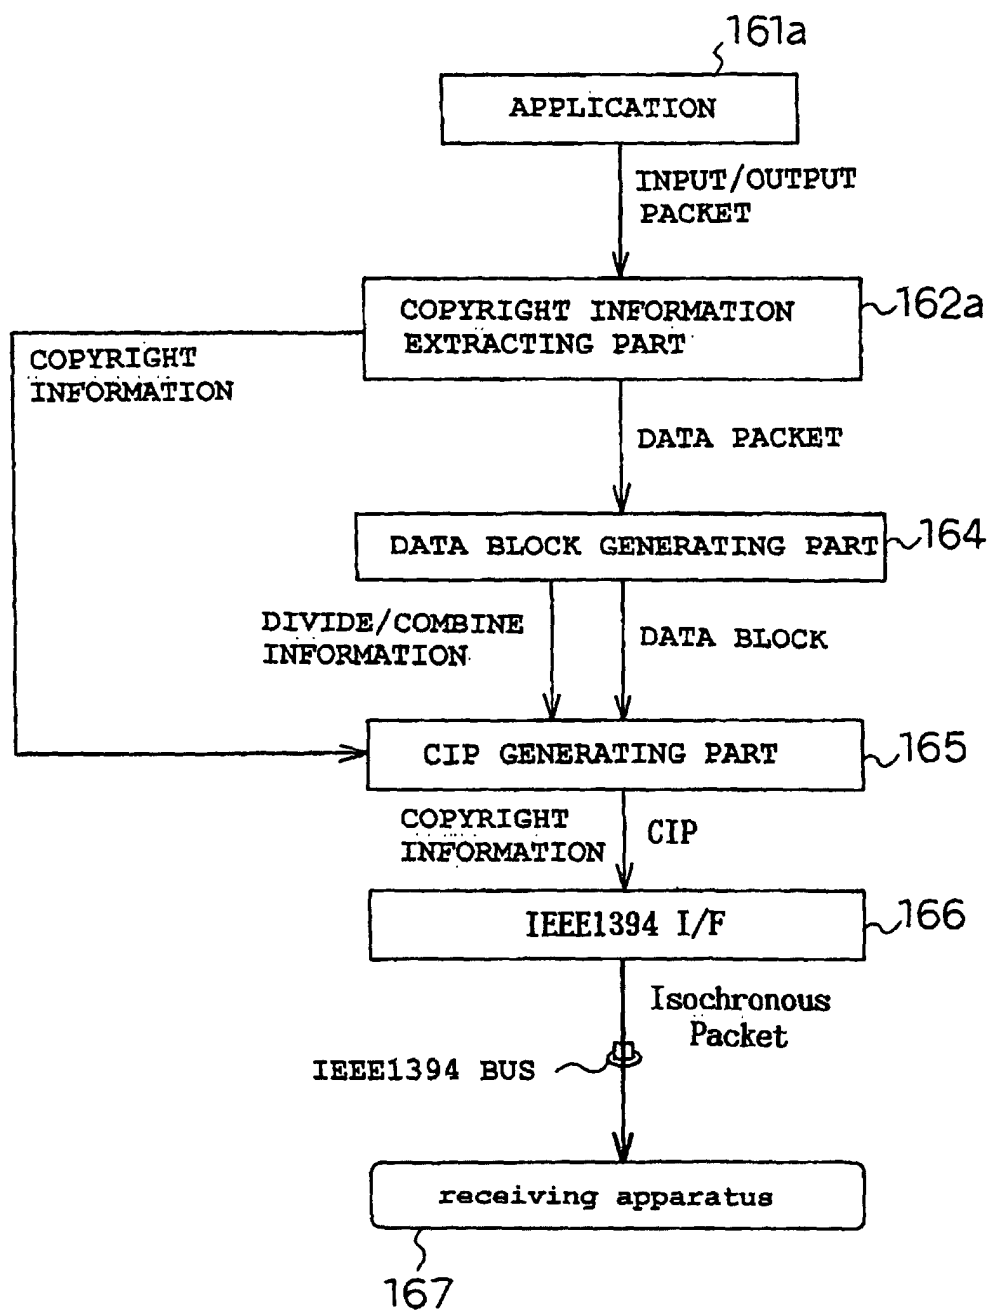 161a
APPLICATION
INPUT/OUTPUT
PACKET
COPYRIGHT INFORMATION
EXTRACTING PART
162a
COPYRIGHT
INFORMATION
DATA PACKET
DATA BLOCK GENERATING PART
164
DIVIDE/COMBINE
INFORMATION
DATA BLOCK
CIP GENERATING PART
165
COPYRIGHT
INFORMATION
CIP
IEEE1394 I/F
166
Isochronous
Packet
IEEE1394 BUS
receiving apparatus
167